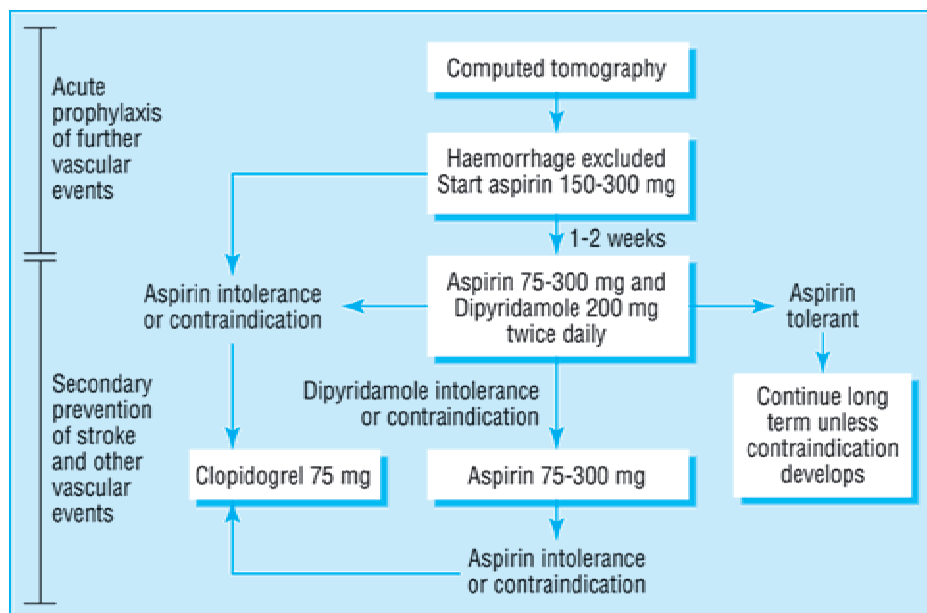 Acute
prophylaxis
of further
vascular
events
Computed tomography
Haemorrhage excluded
Start aspirin 150-300 mg
1-2 weeks
Aspirin intolerance
or contraindication
Aspirin 75-300 mg and
Dipyridamole 200 mg
twice daily
Aspirin
tolerant
Secondary
prevention
of stroke
and other
vascular
events
Dipyridamole intolerance
or contraindication
Continue long
term unless
contraindication
develops
Clopidogrel 75 mg
Aspirin 75-300 mg
Aspirin intolerance
or contraindication